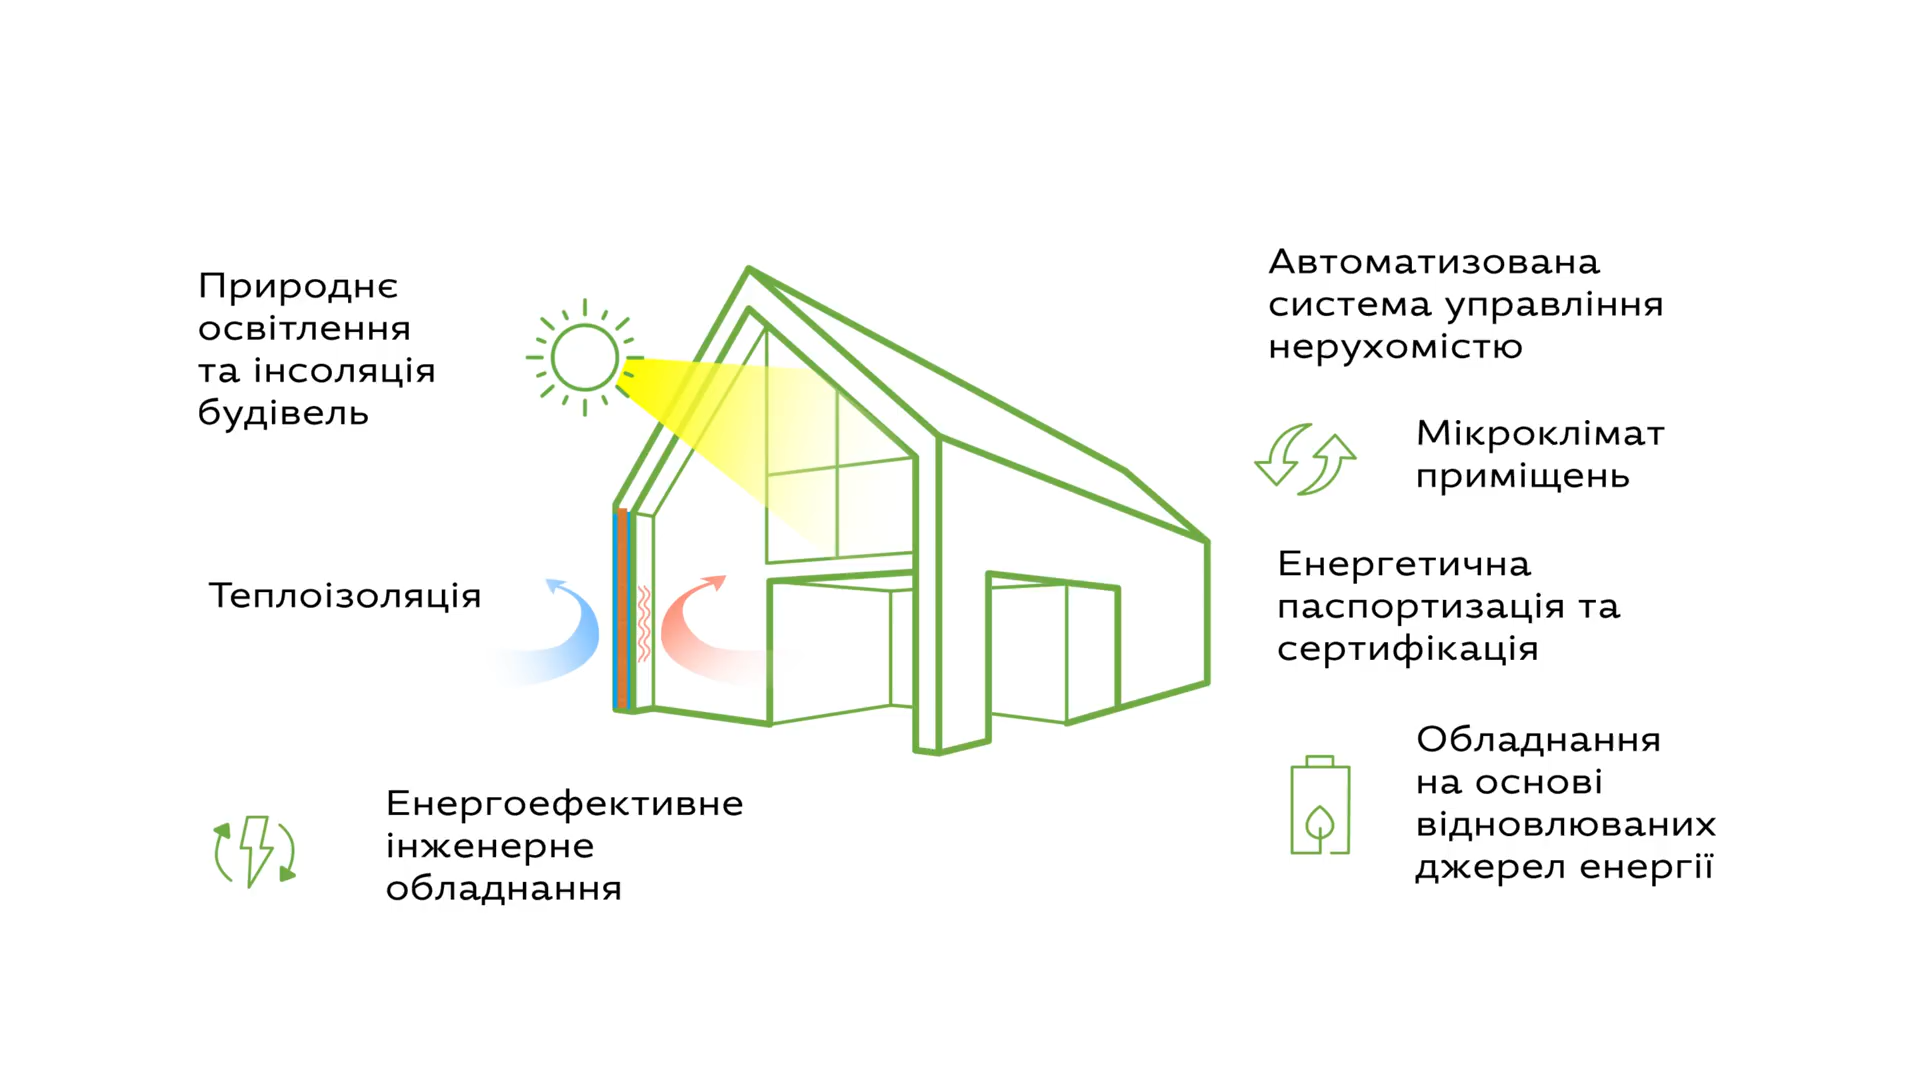 Природнє
освітлення
та інсоляція
будівель
Теплоізоляція
Енергоефективне
інженерне
обладнання
Автоматизована
система управління
нерухомістю
Мікроклімат
приміщень
Енергетична
паспортизація та
сертифікація
Обладнання
на основі
відновлюваних
джерел енергії